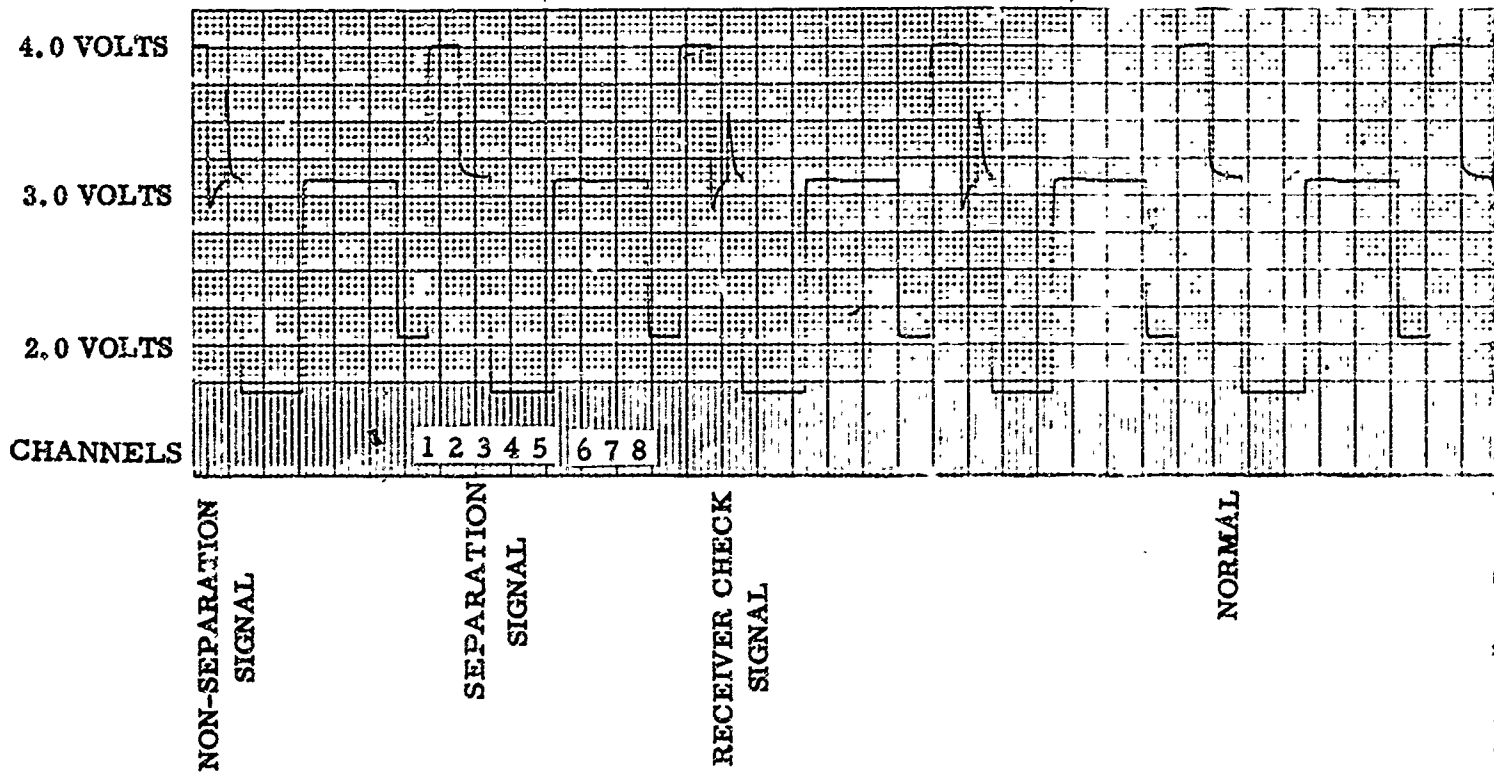 4.0 VOLTS
3.0 VOLTS
2.0 VOLTS
CHANNELS
1 2 3 4 5 6 7 8
NON-SEPARATION
SIGNAL
SEPARATION
SIGNAL
RECEIVER CHECK
SIGNAL
NORMAL